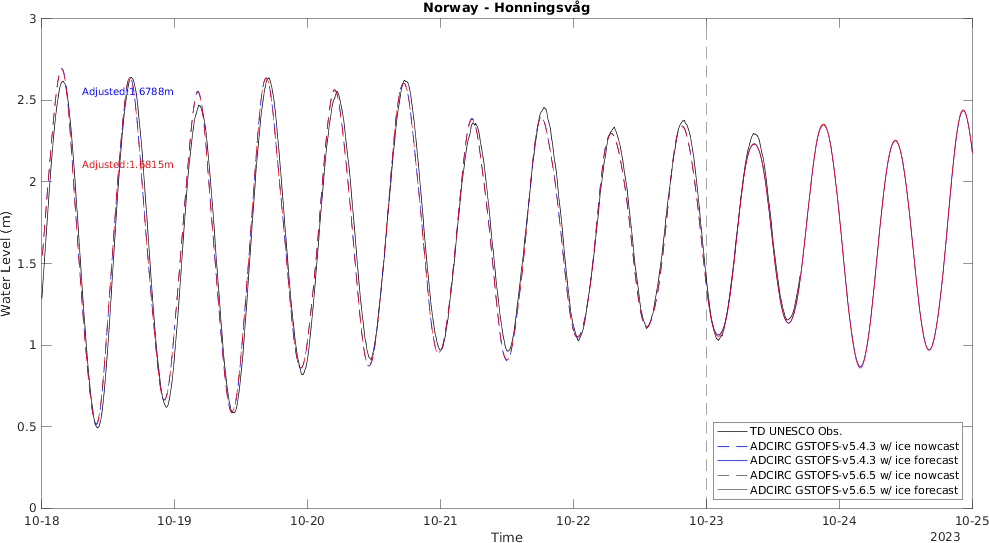 Norway - Honningsvåg
3
2.5
2
1.5
1
0.5
0
Water Level (m)
Adjusted:1.6788m
Adjusted:1.6815m
TD UNESCO Obs.
ADCIRC GSTOFS-v5.4.3 w/ ice nowcast
ADCIRC GSTOFS-v5.4.3 w/ ice forecast
ADCIRC GSTOFS-v5.6.5 w/ ice nowcast
ADCIRC GSTOFS-v5.6.5 w/ ice forecast
10-18 10-19 10-20 10-21 10-22 10-23 10-24 10-25
Time
2023